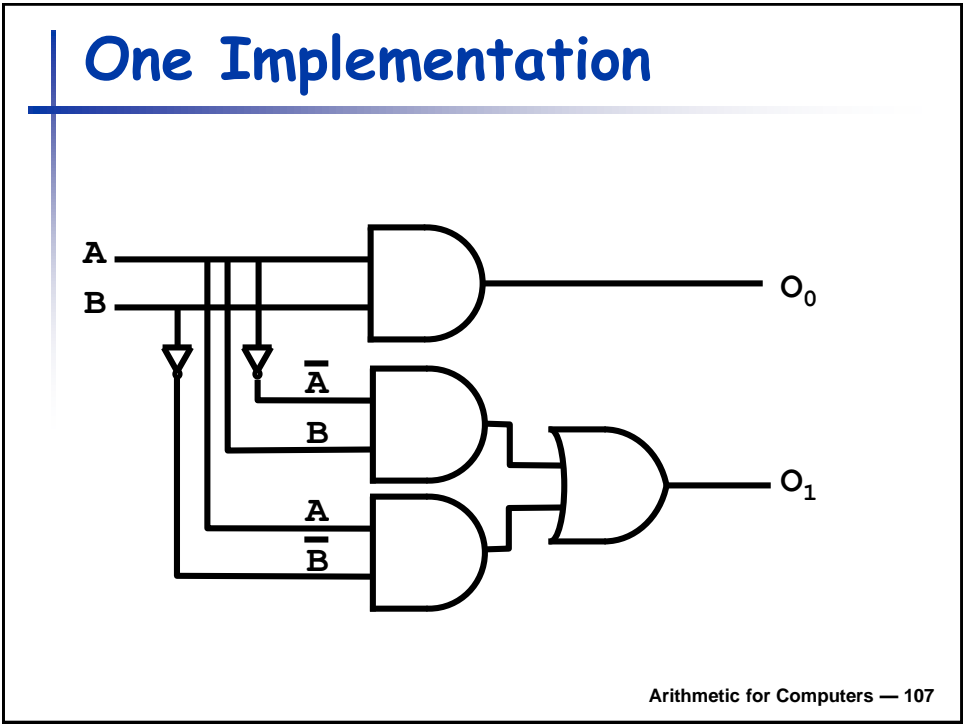 One Implementation
A
B
O₀
A̅
B
A
B̅
O₁
Arithmetic for Computers — 107